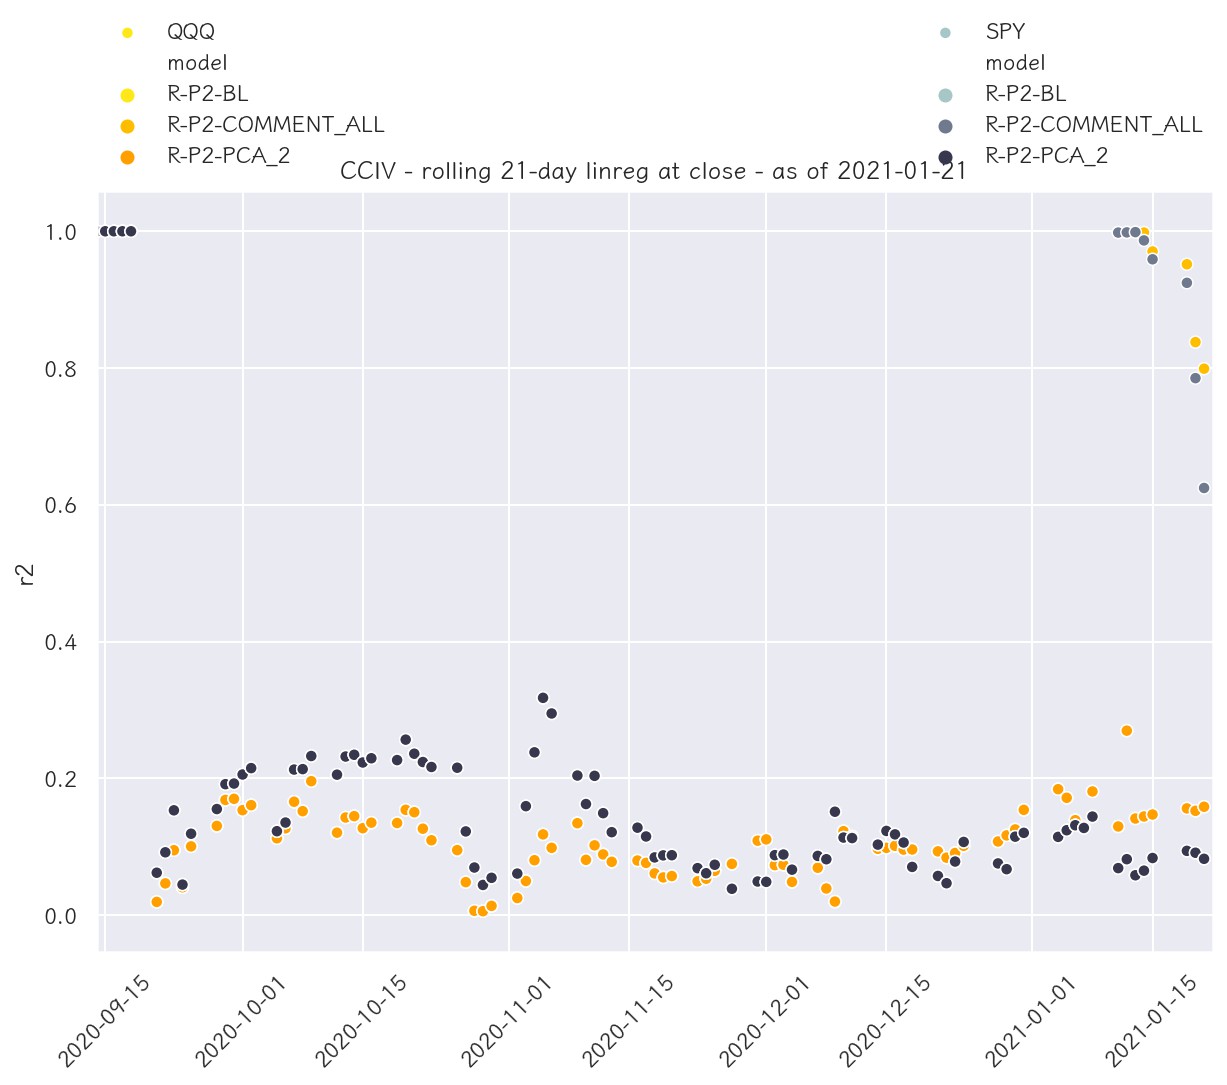 QQQ
model
R-P2-BL
R-P2-COMMENT_ALL
R-P2-PCA_2
SPY
model
R-P2-BL
R-P2-COMMENT_ALL
R-P2-PCA_2
CCIV - rolling 21-day linreg at close - as of 2021-01-21
r2
1.0
0.8
0.6
0.4
0.2
0.0
2020-09-15
2020-10-01
2020-10-15
2020-11-01
2020-11-15
2020-12-01
2020-12-15
2021-01-01
2021-01-15